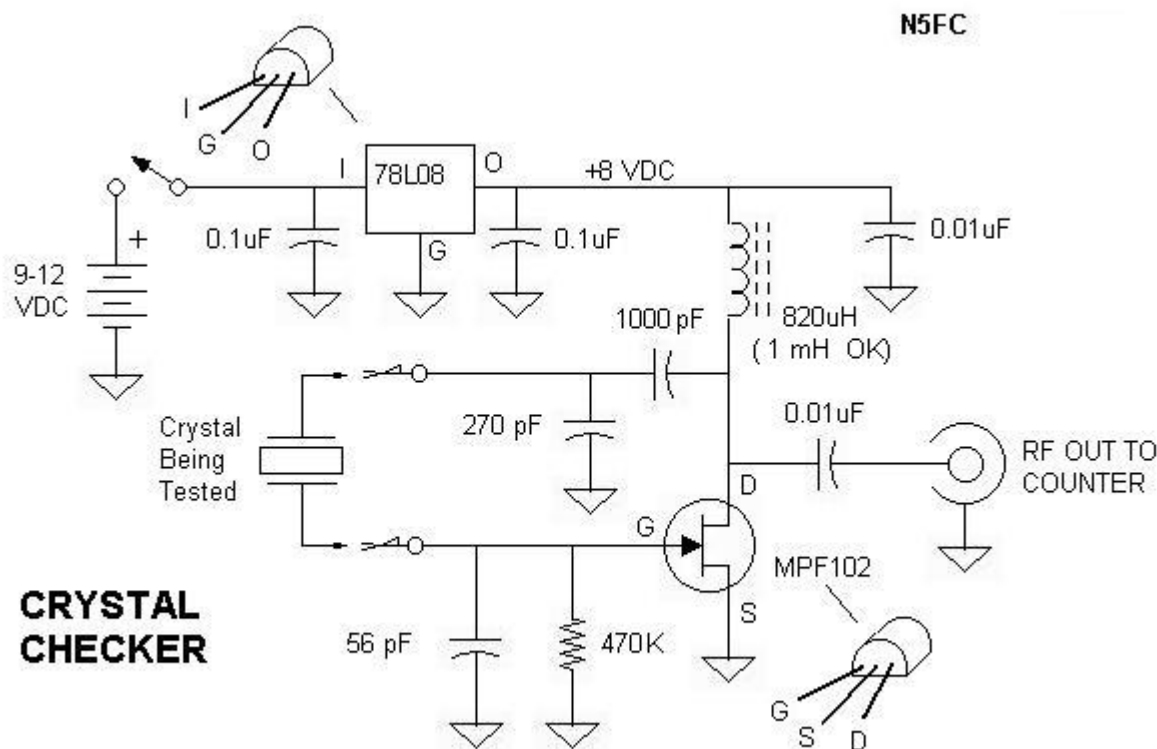 N5FC
I
G
O
I
78L08
O
+8 VDC
G
0.1uF
0.1uF
0.01uF
+
9-12
VDC
1000 pF
820uH
( 1 mH OK)
270 pF
0.01uF
Crystal
Being
Tested
RF OUT TO
COUNTER
D
G
S
MPF102
CRYSTAL
CHECKER
56 pF
470K
G
S
D